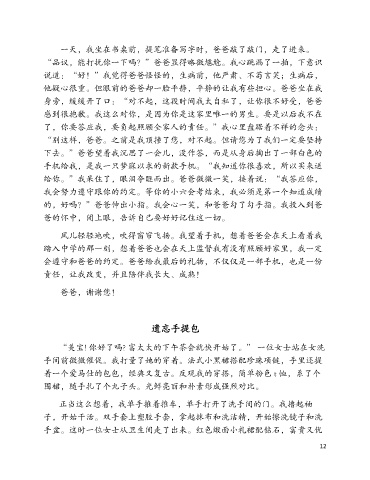 一天，我坐在书桌前，提笔准备写字时，爸爸敲了敲门，走了进来。
“品议，能打扰你一下吗？”爸爸显得略微尴尬。我心跳漏了一拍，下意识
说道：“好！”我觉得爸爸怪怪的，生病前，他严肃、不苟言笑；生病后，
他疑心很重。但眼前的爸爸却一脸平静，平静的让我有些担心。爸爸坐在我
身旁，缓缓开了口：“对不起，这段时间我太自私了，让你很不好受，爸爸
感到很抱歉。我这么对你，是因为你是这家里唯一的男生。要是以后我不在
了，你要答应我，要负起照顾全家人的责任。”我心里盘踞着不祥的念头：
“别这样，爸爸。之前是我顶撞了您，对不起。但请您为了我们一定要坚持
下去。”爸爸望着我沉思了一会儿，没作答，而是从身后掏出了一部白色的
手机给我，是我一片梦寐以求的新款手机。“我知道你很喜欢，所以买来送
给你。”我呆住了，眼泪夺眶而出。爸爸微微一笑，接着说：“我答应你，
我会努力遵守跟你的约定。等你的小六会考结束，我必须是第一个知道成绩
的，好吗？”爸爸伸出小指。我会心一笑，和爸爸勾了勾手指。我投入到爸
爸的怀中，闭上眼，告诉自己要好好记住这一切。
风儿轻轻地吹，吹得窗帘飞扬。我望着手机，想着爸爸会在天上看着我
踏入中学的那一刻，想着爸爸也会在天上监督我有没有照顾好家里。我一定
会遵守和爸爸的约定。爸爸给我最后的礼物，不仅仅是一部手机，也是一份
责任，让我改变，并且陪伴我长大、成熟！
爸爸，谢谢您！
遗忘手提包
“美宝！你好了吗？富太太的下午茶会就快开始了。”一位女士站在女洗
手间前微微催促。我打量了她的穿着。法式小黑裙搭配珍珠项链，手里还提
着一个爱马仕的包包，经典又复古。反观我的穿搭，简单粉色 t 恤，系了个
围裙，随手扎了个丸子头。光鲜亮丽和朴素形成强烈对比。
正当这么想着，我单手推着推车，单手打开了洗手间的门。我撸起袖
子，开始干活。双手套上塑胶手套，拿起抹布和洗洁精，开始擦洗镜子和洗
手盆。这时一位女士从卫生间走了出来。红色缎面小礼裙配钻石，富贵又优
12